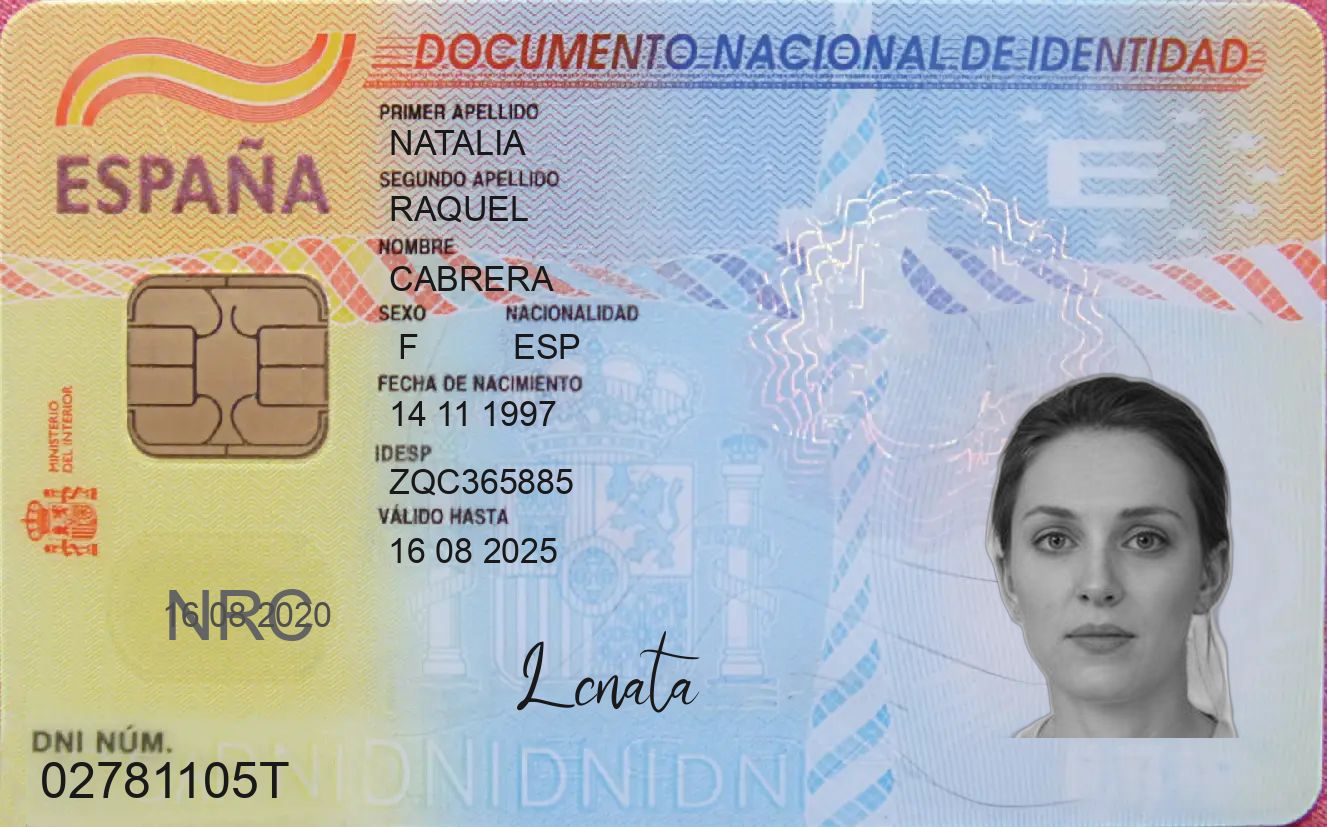 DOCUMENTO NACIONAL DE IDENTIDAD
ESPAÑA
PRIMER APELLIDO
NATALIA
SEGUNDO APELLIDO
RAQUEL
NOMBRE
CABRERA
SEXO NACIONALIDAD
F ESP
FECHA DE NACIMIENTO
14 11 1997
IDESP
ZQC365885
VÁLIDO HASTA
16 08 2025
MINISTERIO
DEL INTERIOR
E
NRC
16 08 2020
Lcnata
DNI NÚM.
02781105T
DNIDNIDNIDNI